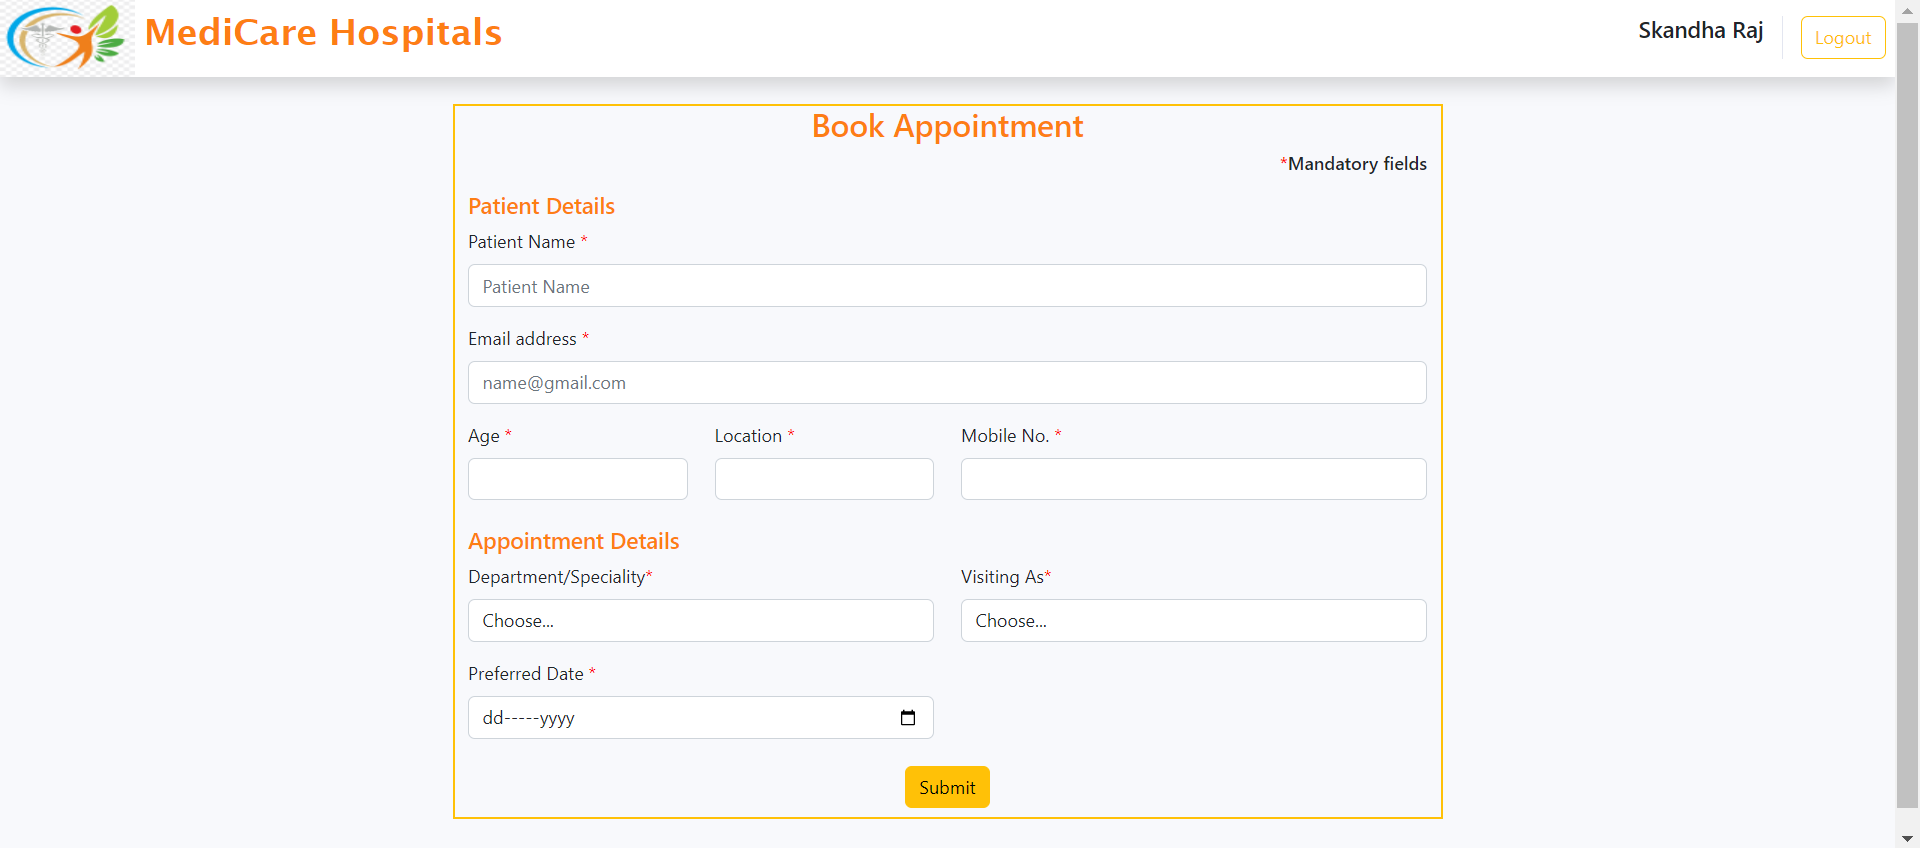 MediCare Hospitals
Skandha Raj
Logout
Book Appointment
*Mandatory fields
Patient Details
Patient Name *
Patient Name
Email address *
name@gmail.com
Age * Location * Mobile No. *
Appointment Details
Department/Speciality* Visiting As*
Choose... Choose...
Preferred Date *
dd-----yyyy
Submit